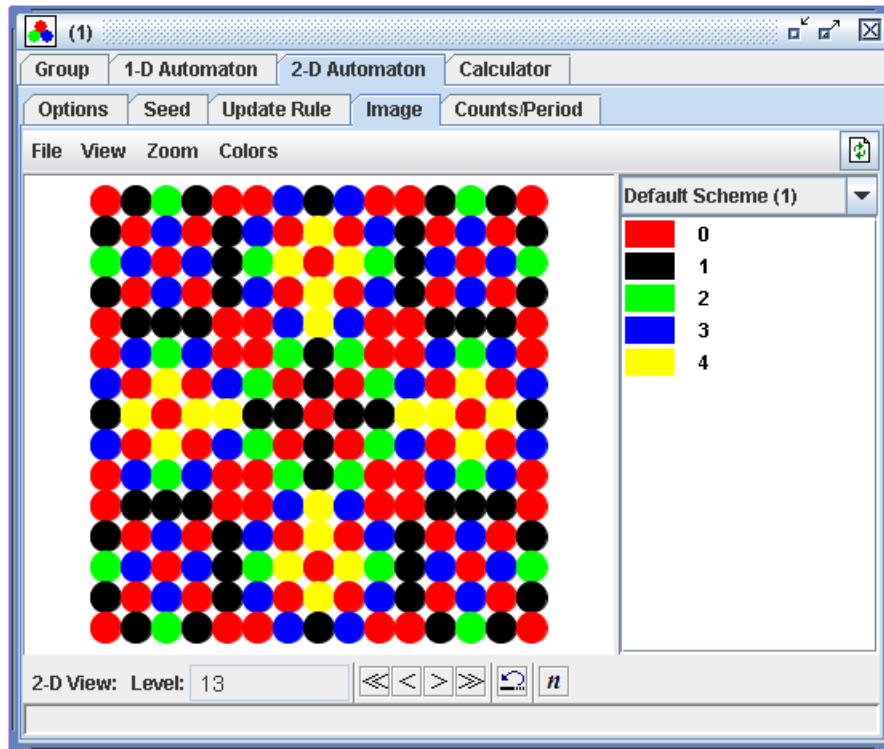 (1)
Group 1-D Automaton 2-D Automaton Calculator
Options Seed Update Rule Image Counts/Period
File View Zoom Colors
Default Scheme (1)
0
1
2
3
4
2-D View: Level: 13 ≪ < > ≫ n